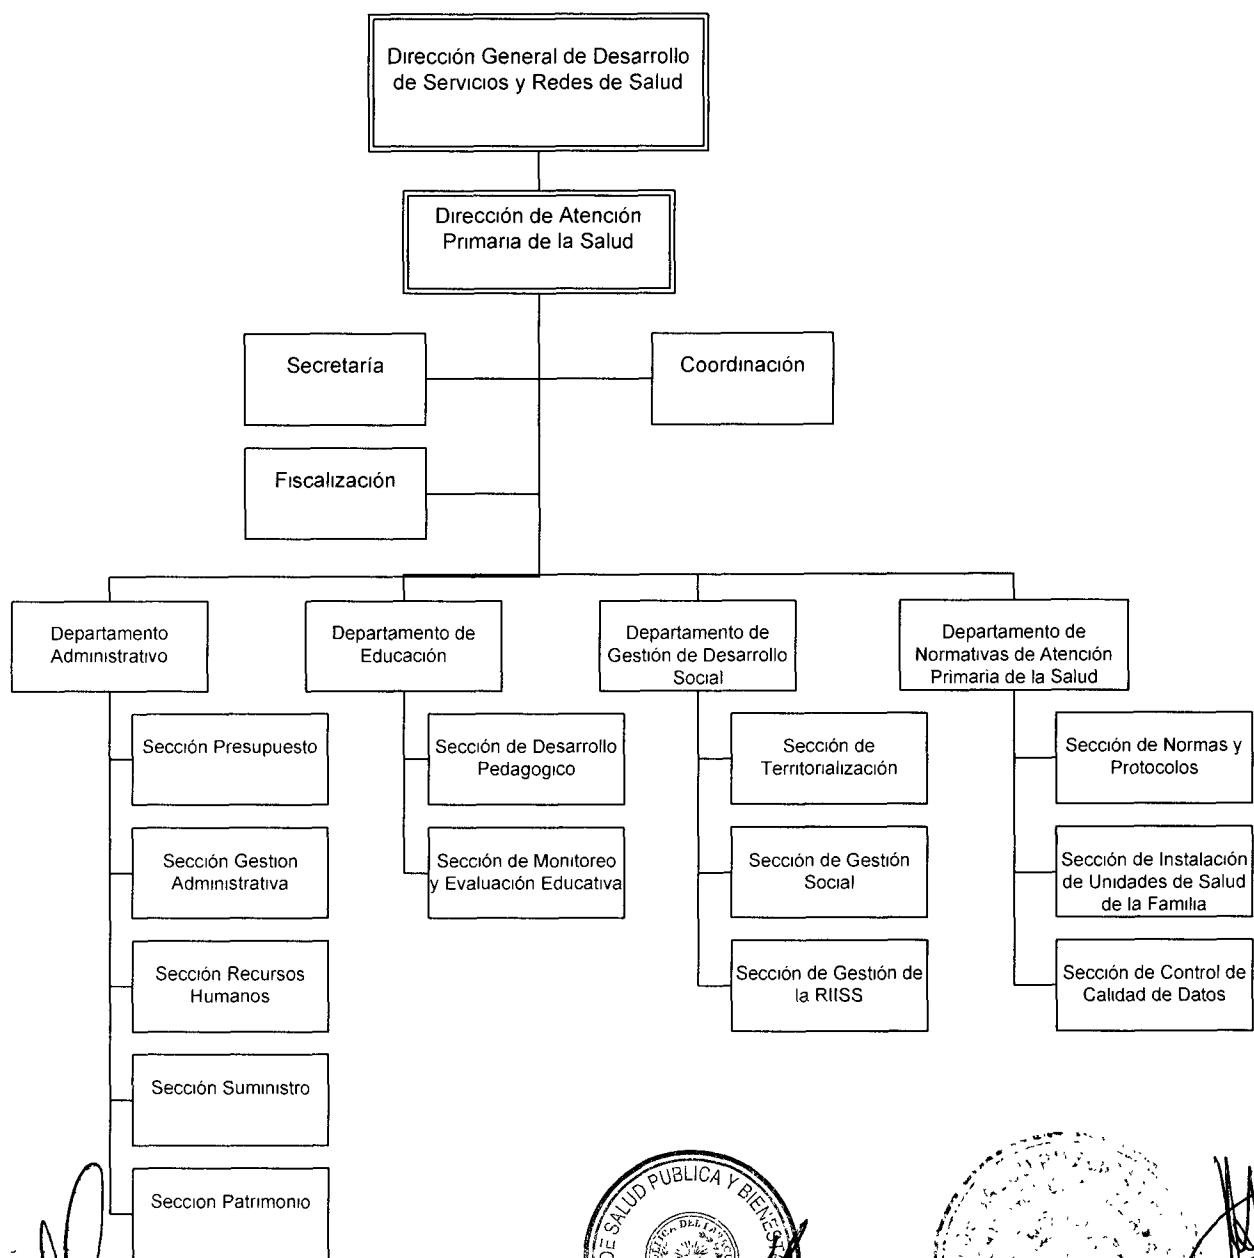 Dirección General de Desarrollo
de Servicios y Redes de Salud
Dirección de Atención
Primaria de la Salud
Secretaría
Coordinación
Fiscalización
Departamento
Administrativo
Departamento de
Educación
Departamento de
Gestión de Desarrollo
Social
Departamento de
Normativas de Atención
Primaria de la Salud
Sección Presupuesto
Sección de Desarrollo
Pedagogico
Sección de
Territorialización
Sección de Normas y
Protocolos
Sección Gestion
Administrativa
Sección de Monitoreo
y Evaluación Educativa
Sección de Gestión
Social
Sección de Instalación
de Unidades de Salud
de la Familia
Sección Recursos
Humanos
Sección de Gestión de
la RIISS
Sección de Control de
Calidad de Datos
Sección Suministro
Seccion Patrimonio
DE SALUD PUBLICA Y